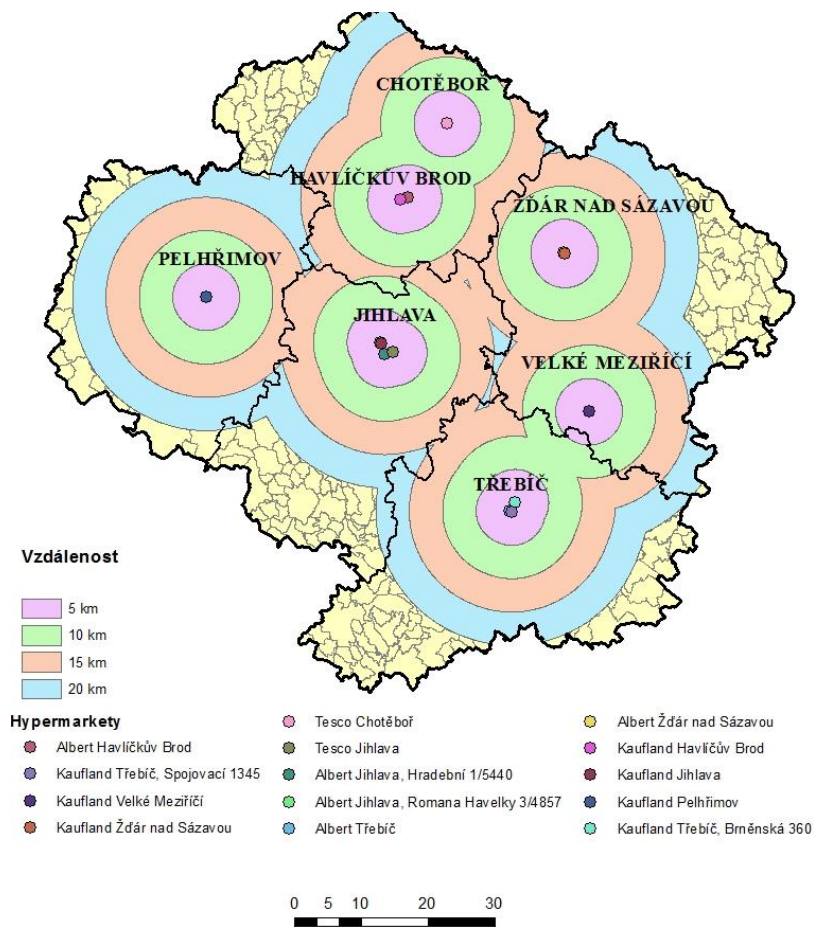 CHOTĚBOŘ
HAVLÍČKŮV BROD
ŽĎÁR NAD SÁZAVOU
PELHŘIMOV
JIHLAVA
VELKÉ MEZIŘÍČÍ
TŘEBÍČ
Vzdálenost
5 km
10 km
15 km
20 km
Hypermarkety
Albert Havlíčkův Brod
Kaufland Třebíč, Spojovací 1345
Kaufland Velké Meziříčí
Kaufland Žďár nad Sázavou
Tesco Chotěboř
Tesco Jihlava
Albert Jihlava, Hradební 1/5440
Albert Jihlava, Romana Havelky 3/4857
Albert Třebíč
Albert Žďár nad Sázavou
Kaufland Havlíčův Brod
Kaufland Jihlava
Kaufland Pelhřimov
Kaufland Třebíč, Brněnská 360
0 5 10 20 30